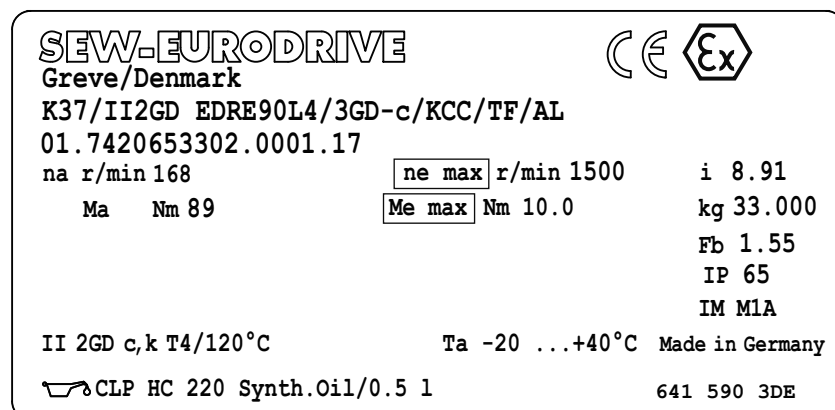 SEW-EURODRIVE CE Ex
Greve/Denmark
K37/II2GD EDRE90L4/3GD-c/KCC/TF/AL
01.7420653302.0001.17
na r/min 168 ne max r/min 1500 i 8.91
Ma Nm 89 Me max Nm 10.0 kg 33.000
Fb 1.55
IP 65
IM M1A
II 2GD c,k T4/120°C Ta -20 ...+40°C Made in Germany
CLP HC 220 Synth.Oil/0.5 l 641 590 3DE